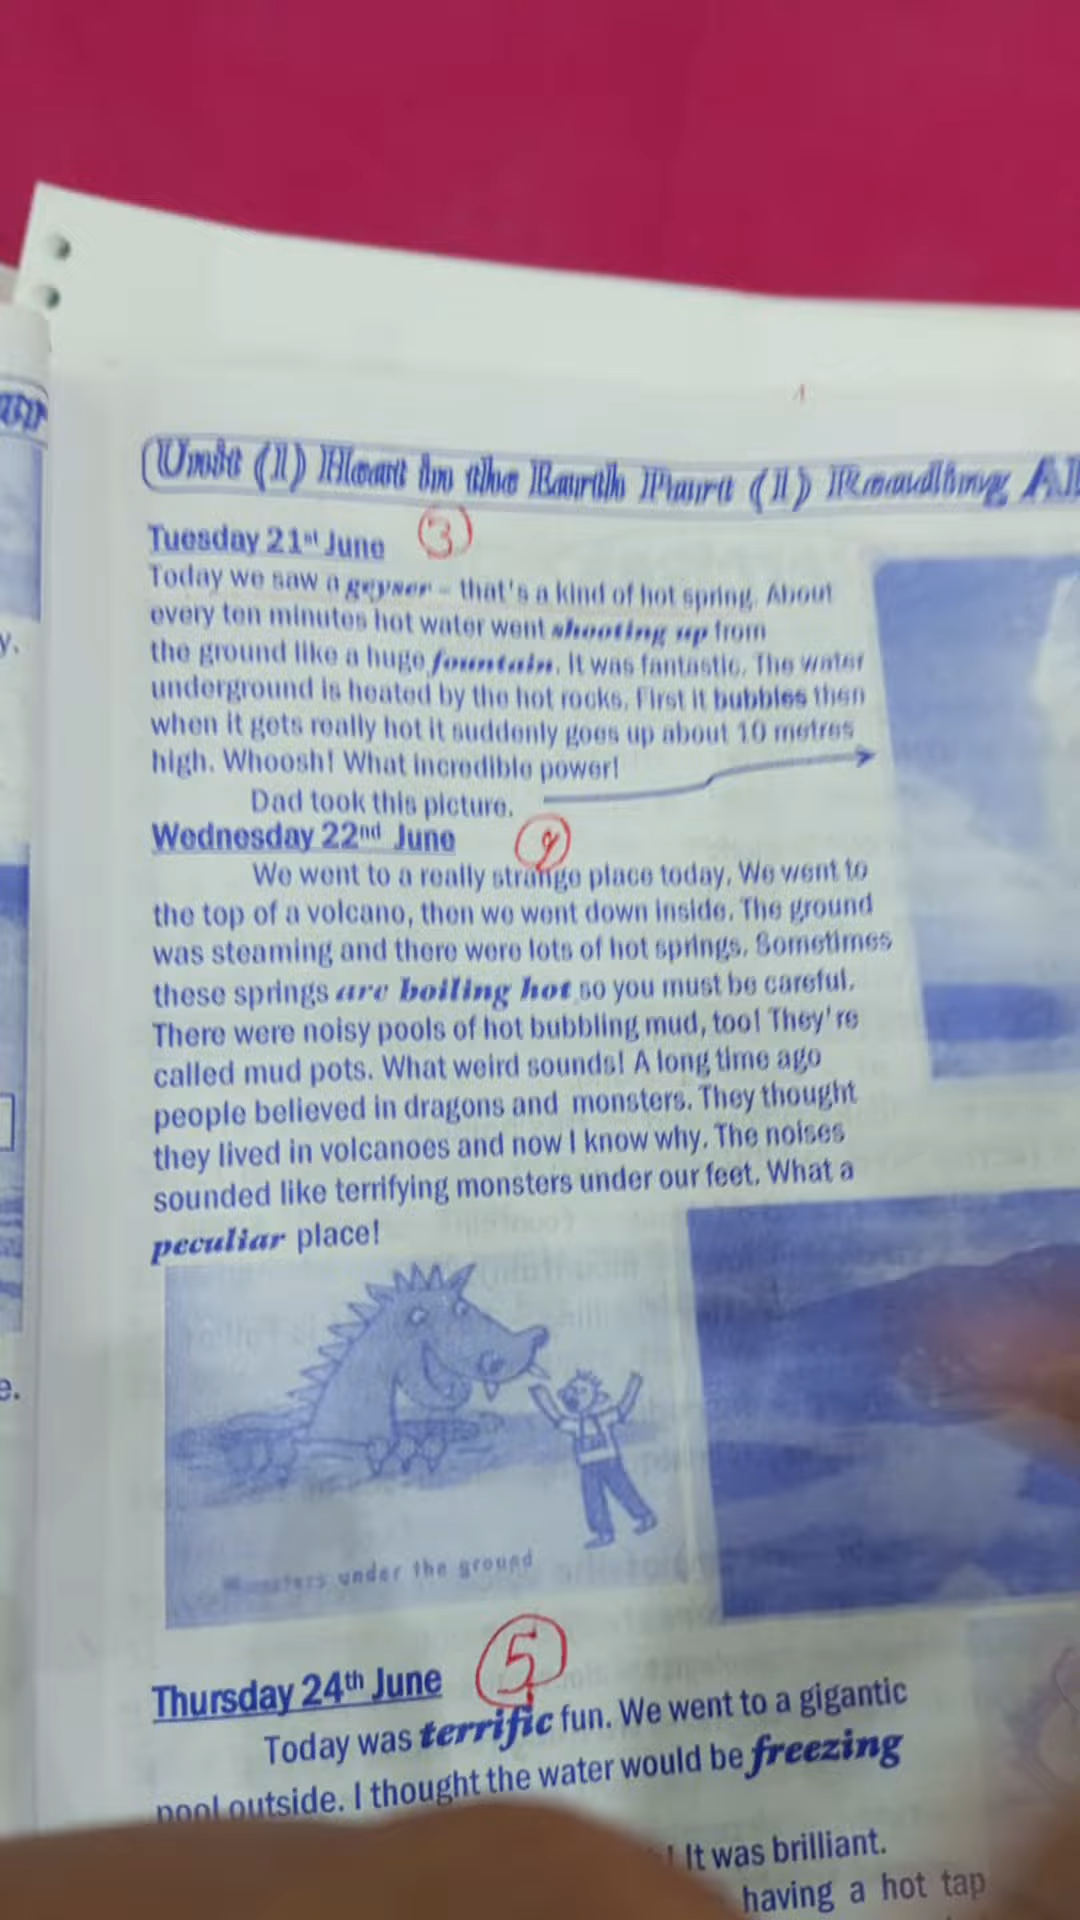 Unit (1) Heat in the Earth Part (1) Reading
Tuesday 21st June 3
Today we saw a geyser – that's a kind of hot spring. About
every ten minutes hot water went shooting up from
the ground like a huge fountain. It was fantastic. The water
underground is heated by the hot rocks. First it bubbles then
when it gets really hot it suddenly goes up about 10 metres
high. Whoosh! What incredible power!
Dad took this picture.
Wednesday 22nd June
We went to a really strange place today. We went to
the top of a volcano, then we went down inside. The ground
was steaming and there were lots of hot springs. Sometimes
these springs are boiling hot so you must be careful.
There were noisy pools of hot bubbling mud, too! They're
called mud pots. What weird sounds! A long time ago
people believed in dragons and monsters. They thought
they lived in volcanoes and now I know why. The noises
sounded like terrifying monsters under our feet. What a
peculiar place!
Monsters under the ground
Thursday 24th June 5
Today was terrific fun. We went to a gigantic
pool outside. I thought the water would be freezing
! It was brilliant.
having a hot tap
y.
e.